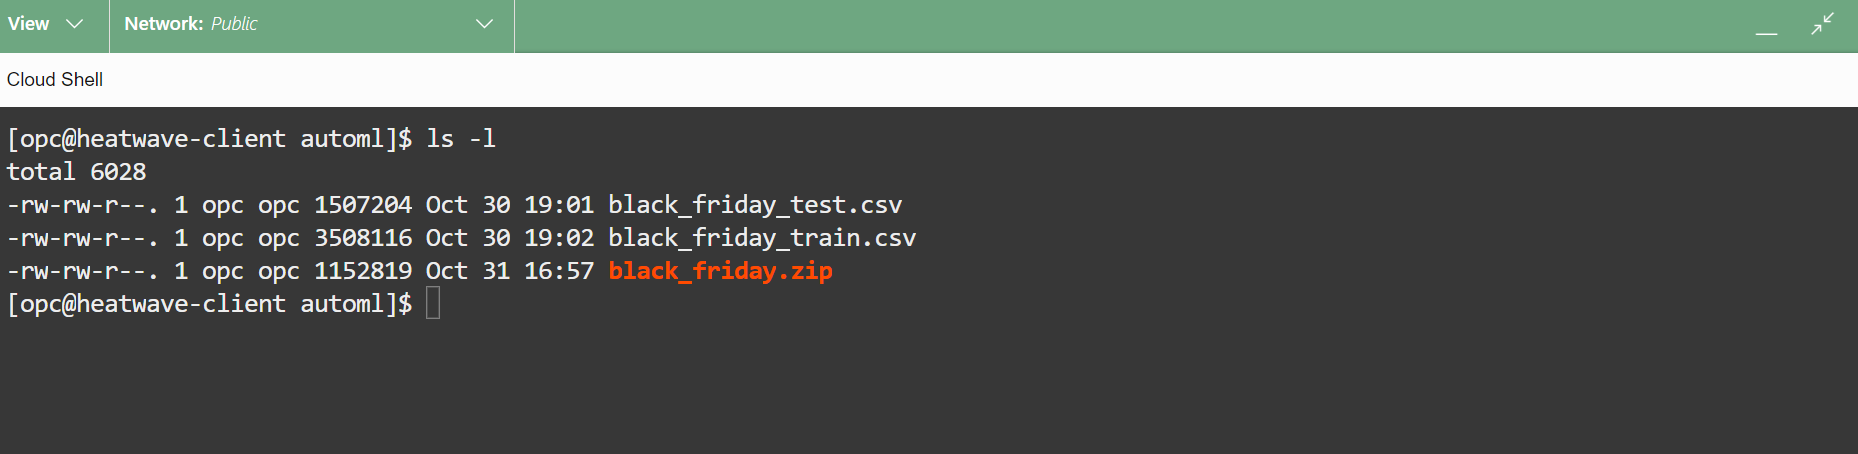 View Network: Public
Cloud Shell
[opc@heatwave-client automl]$ ls -l
total 6028
-rw-rw-r--. 1 opc opc 1507204 Oct 30 19:01 black_friday_test.csv
-rw-rw-r--. 1 opc opc 3508116 Oct 30 19:02 black_friday_train.csv
-rw-rw-r--. 1 opc opc 1152819 Oct 31 16:57 black_friday.zip
[opc@heatwave-client automl]$